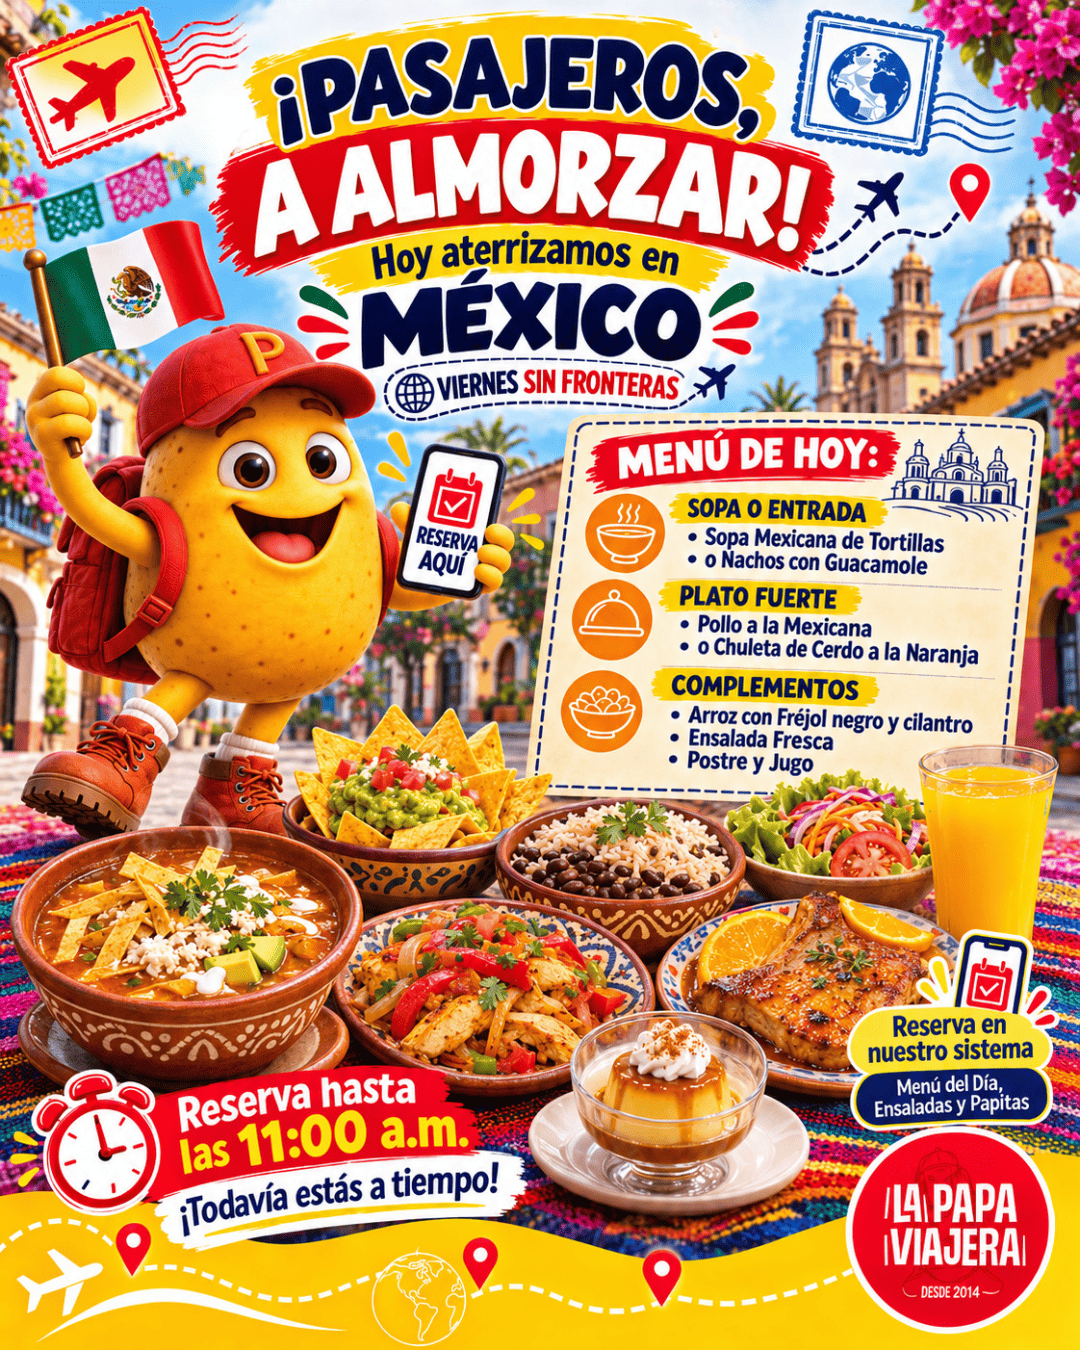 ¡PASAJEROS,
A ALMORZAR!
Hoy aterrizamos en
MÉXICO
VIERNES SIN FRONTERAS
P
RESERVA
AQUÍ
MENÚ DE HOY:
SOPA O ENTRADA
• Sopa Mexicana de Tortillas
• o Nachos con Guacamole
PLATO FUERTE
• Pollo a la Mexicana
• o Chuleta de Cerdo a la Naranja
COMPLEMENTOS
• Arroz con Fréjol negro y cilantro
• Ensalada Fresca
• Postre y Jugo
Reserva en
nuestro sistema
Menú del Día,
Ensaladas y Papitas
Reserva hasta
las 11:00 a.m.
¡Todavía estás a tiempo!
LA PAPA
VIAJERA
DESDE 2014